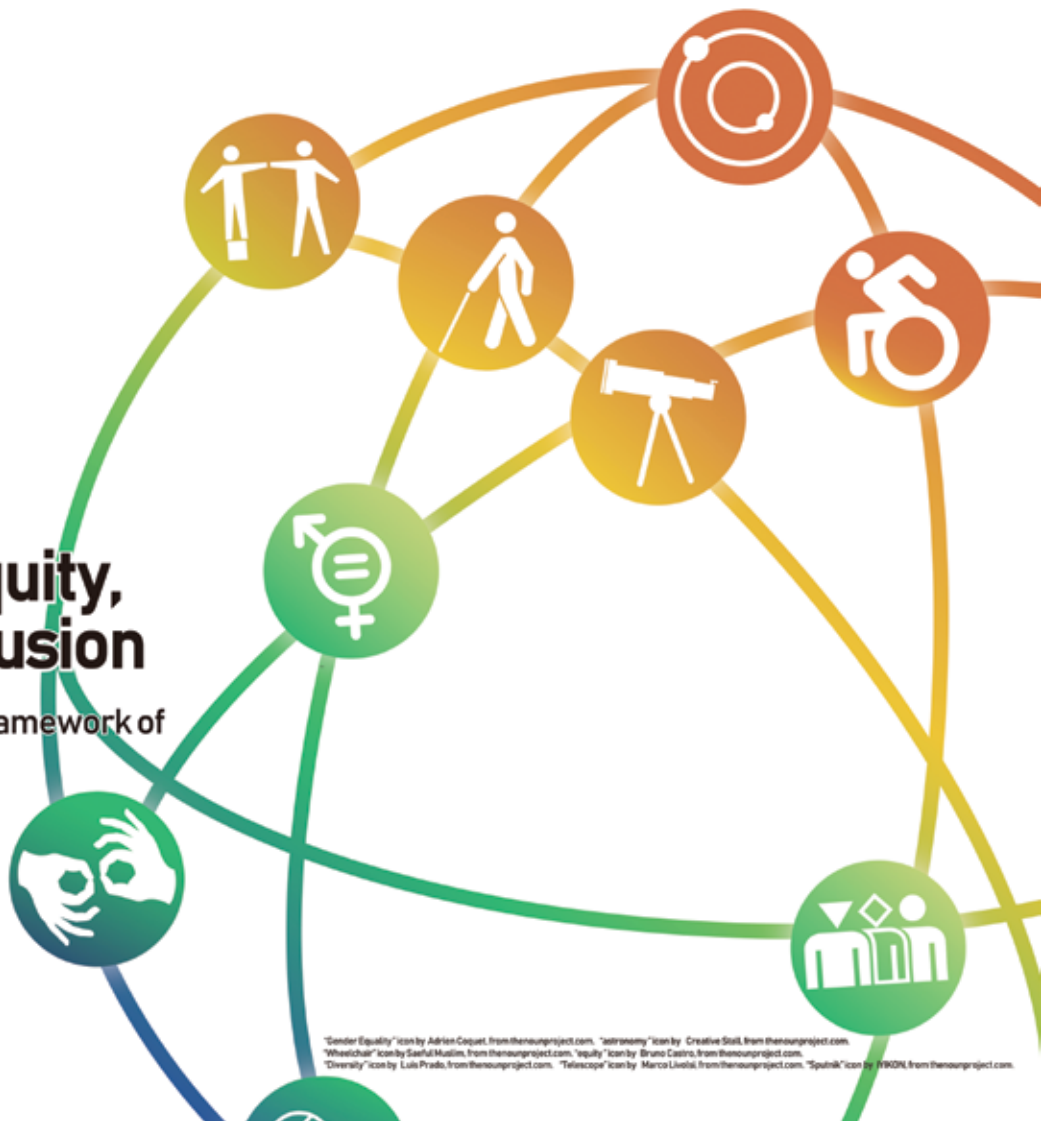 quity,
usion
amework of
"Gender Equality" icon by Adrien Coquet, from thenounproject.com. "astronomy" icon by Creative Stall, from thenounproject.com.
"Wheelchair" icon by Saeful Muslim, from thenounproject.com. "equity" icon by Bruno Castro, from thenounproject.com.
"Diversity" icon by Luis Prado, from thenounproject.com. "Telescope" icon by Marco Livolsi, from thenounproject.com. "Sputnik" icon by from thenounproject.com.